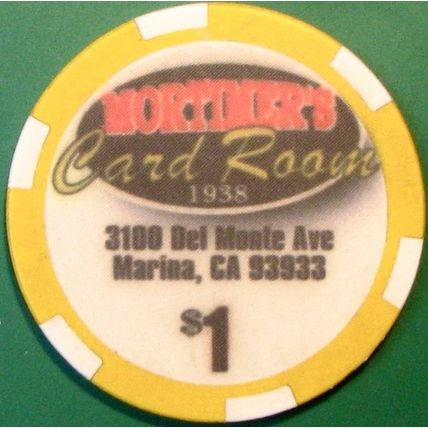 MORTIMER'S
Card Room
1938
3100 Del Monte Ave
Marina, CA 93933
$1